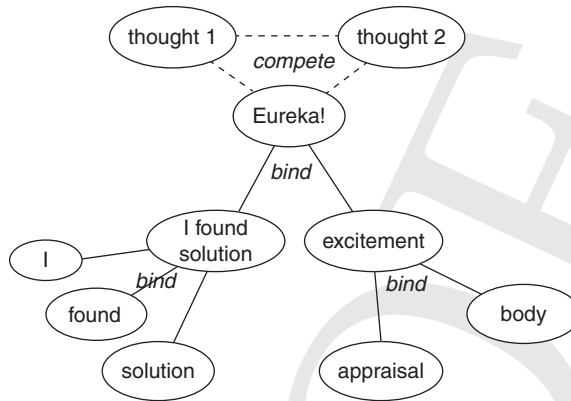 thought 1
thought 2
compete
Eureka!
bind
I found
solution
excitement
I
bind
bind
found
body
solution
appraisal